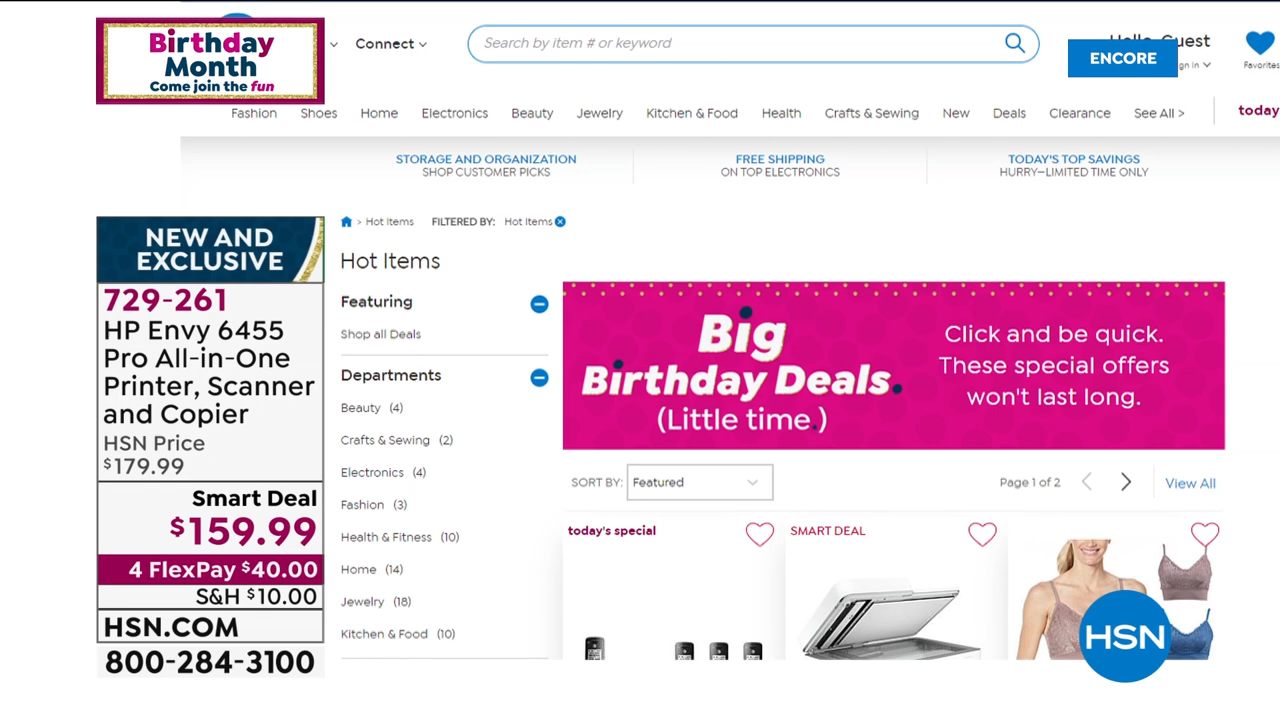 Birthday
Month
Come join the fun
Connect
Search by item # or keyword
Hello, Guest
ENCORE
Sign In
Favorites
Fashion
Shoes
Home
Electronics
Beauty
Jewelry
Kitchen & Food
Health
Crafts & Sewing
New
Deals
Clearance
See All >
today
STORAGE AND ORGANIZATION
SHOP CUSTOMER PICKS
FREE SHIPPING
ON TOP ELECTRONICS
TODAY'S TOP SAVINGS
HURRY—LIMITED TIME ONLY
> Hot Items FILTERED BY: Hot Items
NEW AND
EXCLUSIVE
729-261
HP Envy 6455
Pro All-in-One
Printer, Scanner
and Copier
HSN Price
$179.99
Smart Deal
$159.99
4 FlexPay $40.00
S&H $10.00
HSN.COM
800-284-3100
Hot Items
Featuring
Shop all Deals
Departments
Beauty (4)
Crafts & Sewing (2)
Electronics (4)
Fashion (3)
Health & Fitness (10)
Home (14)
Jewelry (18)
Kitchen & Food (10)
Big
Birthday Deals.
(Little time.)
Click and be quick.
These special offers
won't last long.
SORT BY: Featured
Page 1 of 2
View All
today's special
SMART DEAL
HSN